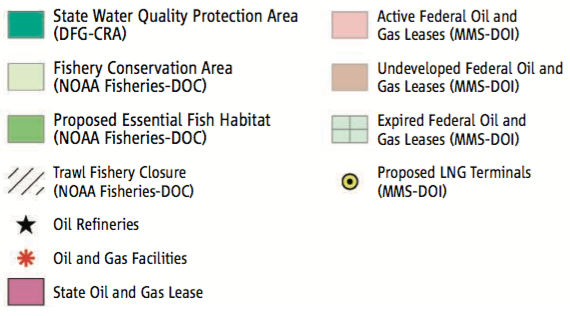 State Water Quality Protection Area
(DFG-CRA)
Fishery Conservation Area
(NOAA Fisheries-DOC)
Proposed Essential Fish Habitat
(NOAA Fisheries-DOC)
Trawl Fishery Closure
(NOAA Fisheries-DOC)
Oil Refineries
Oil and Gas Facilities
State Oil and Gas Lease
Active Federal Oil and
Gas Leases (MMS-DOI)
Undeveloped Federal Oil and
Gas Leases (MMS-DOI)
Expired Federal Oil and
Gas Leases (MMS-DOI)
Proposed LNG Terminals
(MMS-DOI)